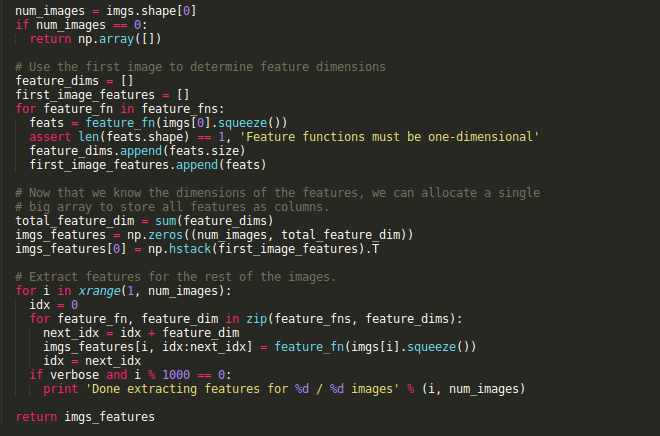 num_images = imgs.shape[0]
if num_images == 0:
  return np.array([])

# Use the first image to determine feature dimensions
feature_dims = []
first_image_features = []
for feature_fn in feature_fns:
  feats = feature_fn(imgs[0].squeeze())
  assert len(feats.shape) == 1, 'Feature functions must be one-dimensional'
  feature_dims.append(feats.size)
  first_image_features.append(feats)

# Now that we know the dimensions of the features, we can allocate a single
# big array to store all features as columns.
total_feature_dim = sum(feature_dims)
imgs_features = np.zeros((num_images, total_feature_dim))
imgs_features[0] = np.hstack(first_image_features).T

# Extract features for the rest of the images.
for i in xrange(1, num_images):
  idx = 0
  for feature_fn, feature_dim in zip(feature_fns, feature_dims):
    next_idx = idx + feature_dim
    imgs_features[i, idx:next_idx] = feature_fn(imgs[i].squeeze())
    idx = next_idx
  if verbose and i % 1000 == 0:
    print 'Done extracting features for %d / %d images' % (i, num_images)

return imgs_features